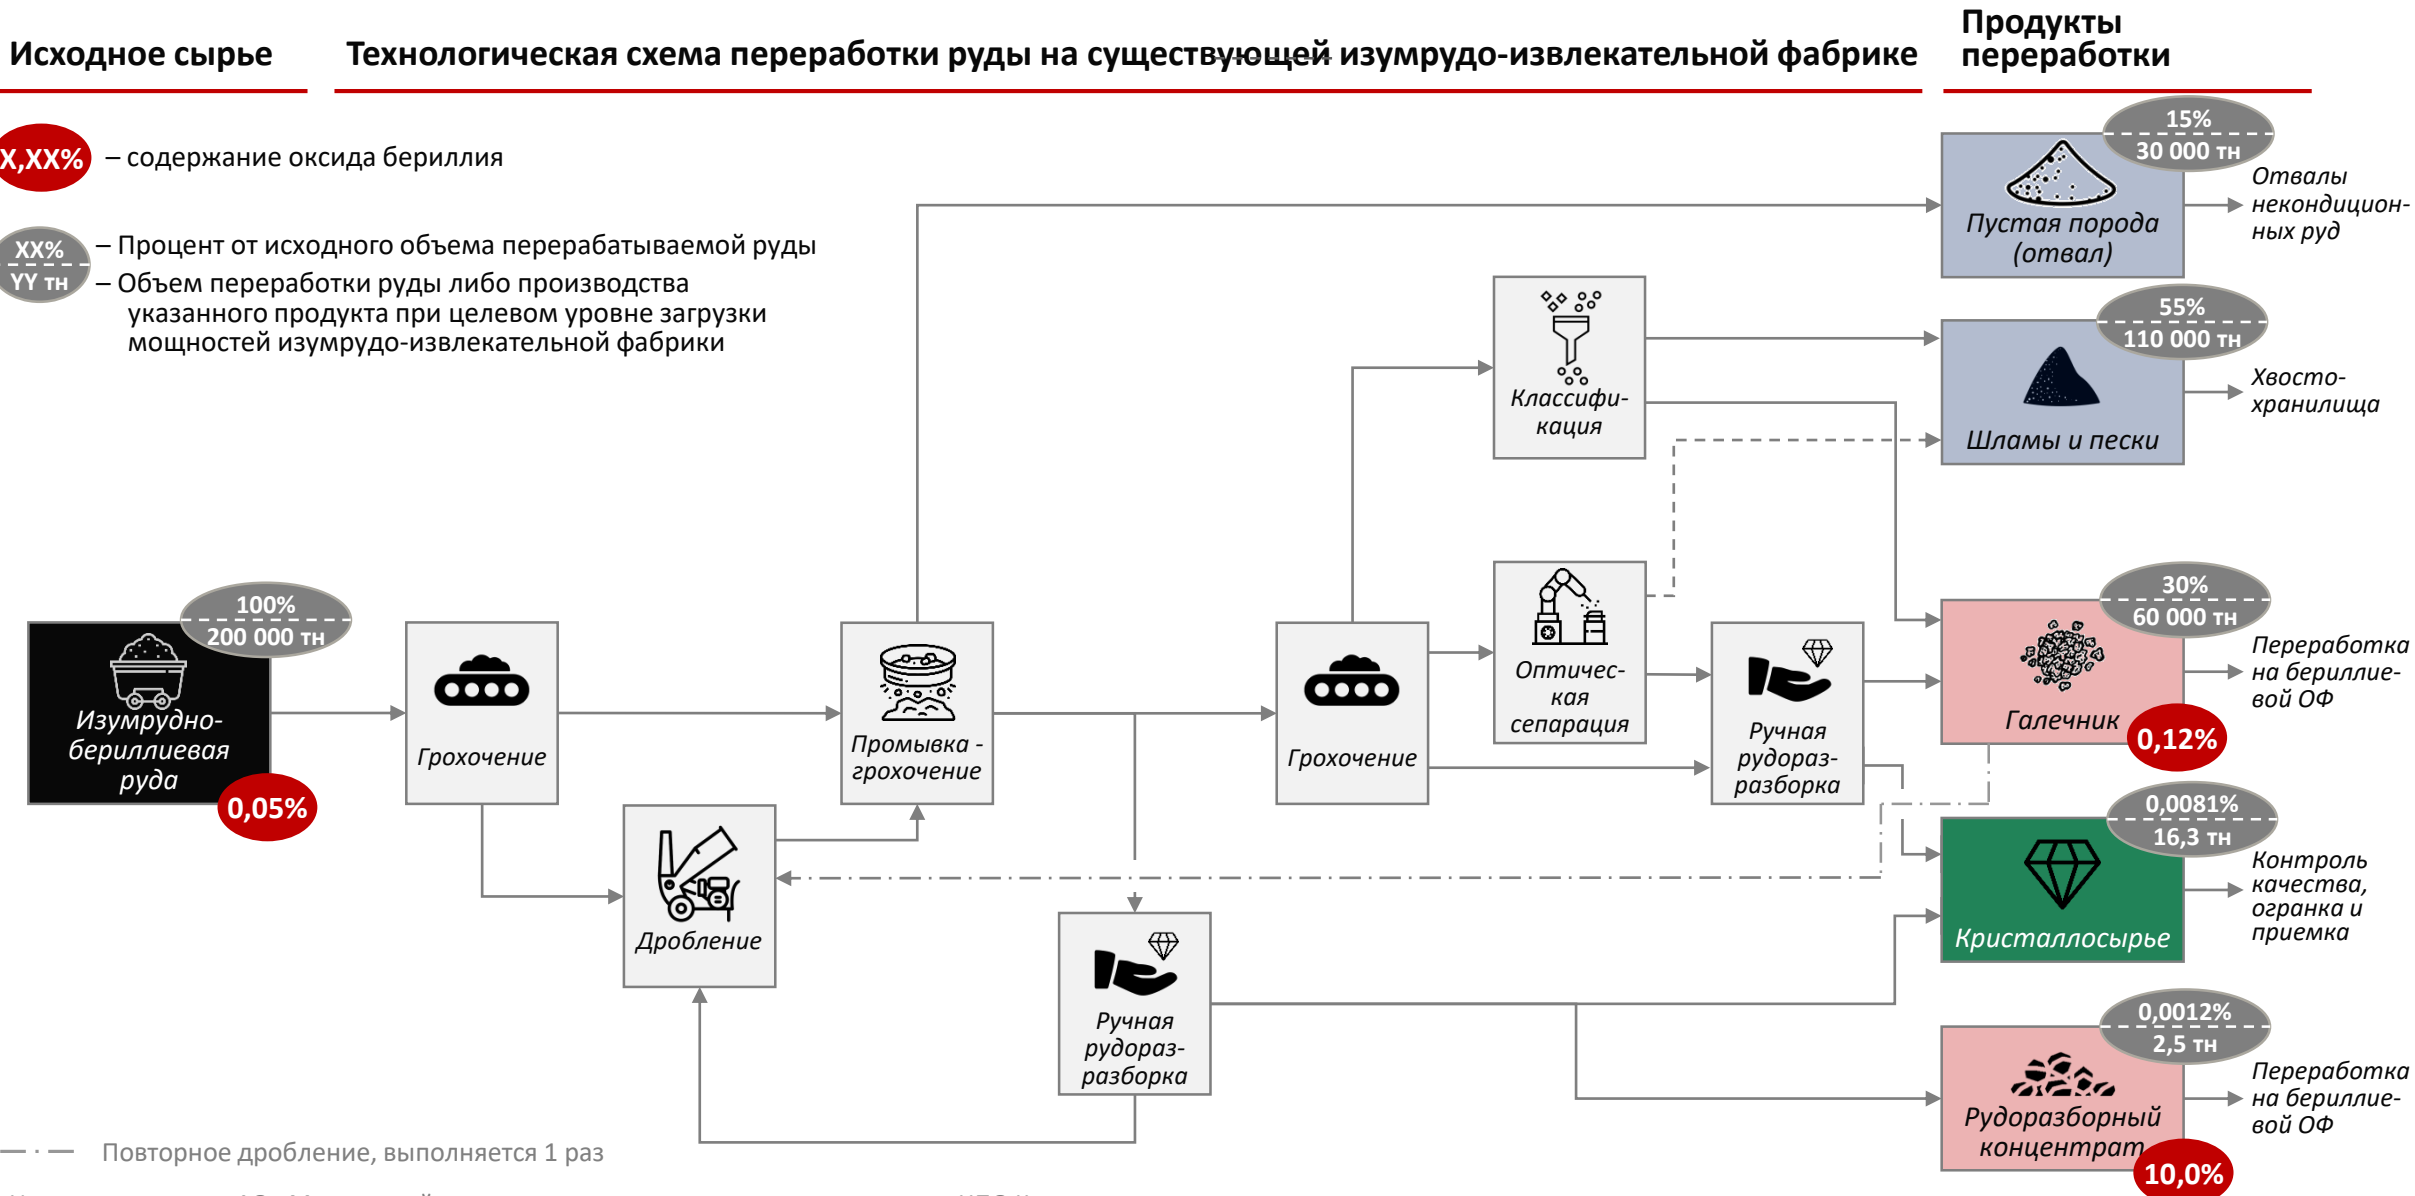 Исходное сырье
Технологическая схема переработки руды на существующей изумрудо-извлекательной фабрике
Продукты
переработки
X,XX%
– содержание оксида бериллия
XX%
YY тн
– Процент от исходного объема перерабатываемой руды
– Объем переработки руды либо производства
указанного продукта при целевом уровне загрузки
мощностей изумрудо-извлекательной фабрики
15%
30 000 тн
Пустая порода
(отвал)
Отвалы
некондицион-
ных руд
55%
110 000 тн
Шламы и пески
Хвосто-
хранилища
Классифи-
кация
100%
200 000 тн
Изумрудно-
бериллиевая
руда
0,05%
Грохочение
Дробление
Промывка -
грохочение
Ручная
рудораз-
разборка
Грохочение
Оптичес-
кая
сепарация
Ручная
рудораз-
разборка
30%
60 000 тн
Галечник
0,12%
Переработка
на бериллие-
вой ОФ
0,0081%
16,3 тн
Кристаллосырье
Контроль
качества,
огранка и
приемка
0,0012%
2,5 тн
Рудоразборный
концентрат
10,0%
Переработка
на бериллие-
вой ОФ
Повторное дробление, выполняется 1 раз